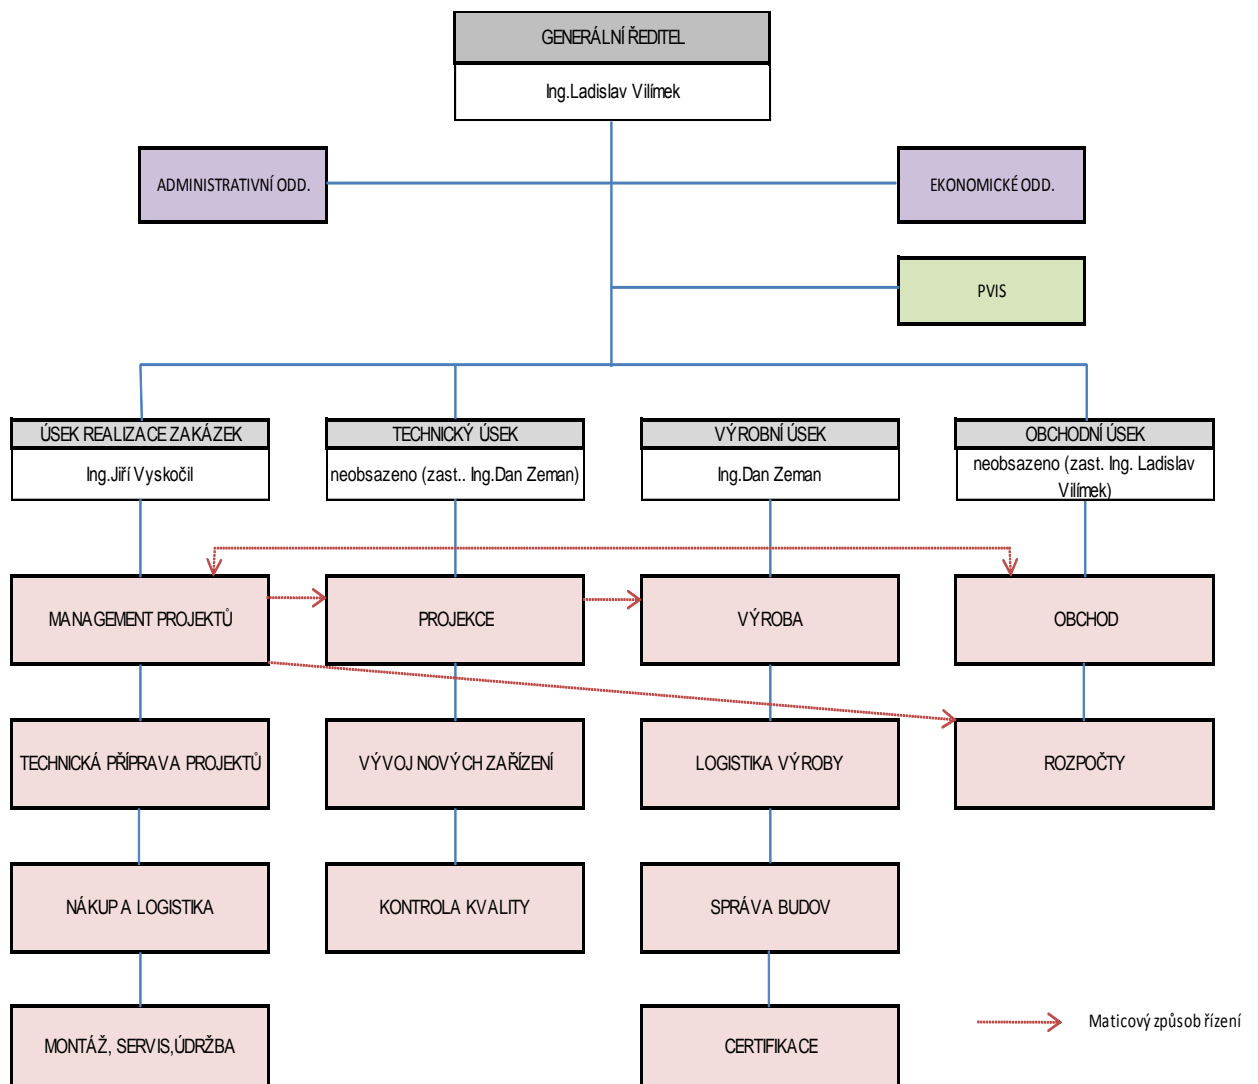 GENERÁLNÍ ŘEDITEL
Ing.Ladislav Vilímek
ADMINISTRATIVNÍ ODD.
EKONOMICKÉ ODD.
PVIS
ÚSEK REALIZACE ZAKÁZEK
TECHNICKÝ ÚSEK
VÝROBNÍ ÚSEK
OBCHODNÍ ÚSEK
Ing.Jiří Vyskočil
neobsazeno (zast.. Ing.Dan Zeman)
Ing.Dan Zeman
neobsazeno (zast. Ing. Ladislav
Vilímek)
MANAGEMENT PROJEKTŮ
PROJEKCE
VÝROBA
OBCHOD
TECHNICKÁ PŘÍPRAVA PROJEKTŮ
VÝVOJ NOVÝCH ZAŘÍZENÍ
LOGISTIKA VÝROBY
ROZPOČTY
NÁKUP A LOGISTIKA
KONTROLA KVALITY
SPRÁVA BUDOV
MONTÁŽ, SERVIS,ÚDRŽBA
CERTIFIKACE
Maticový způsob řízení